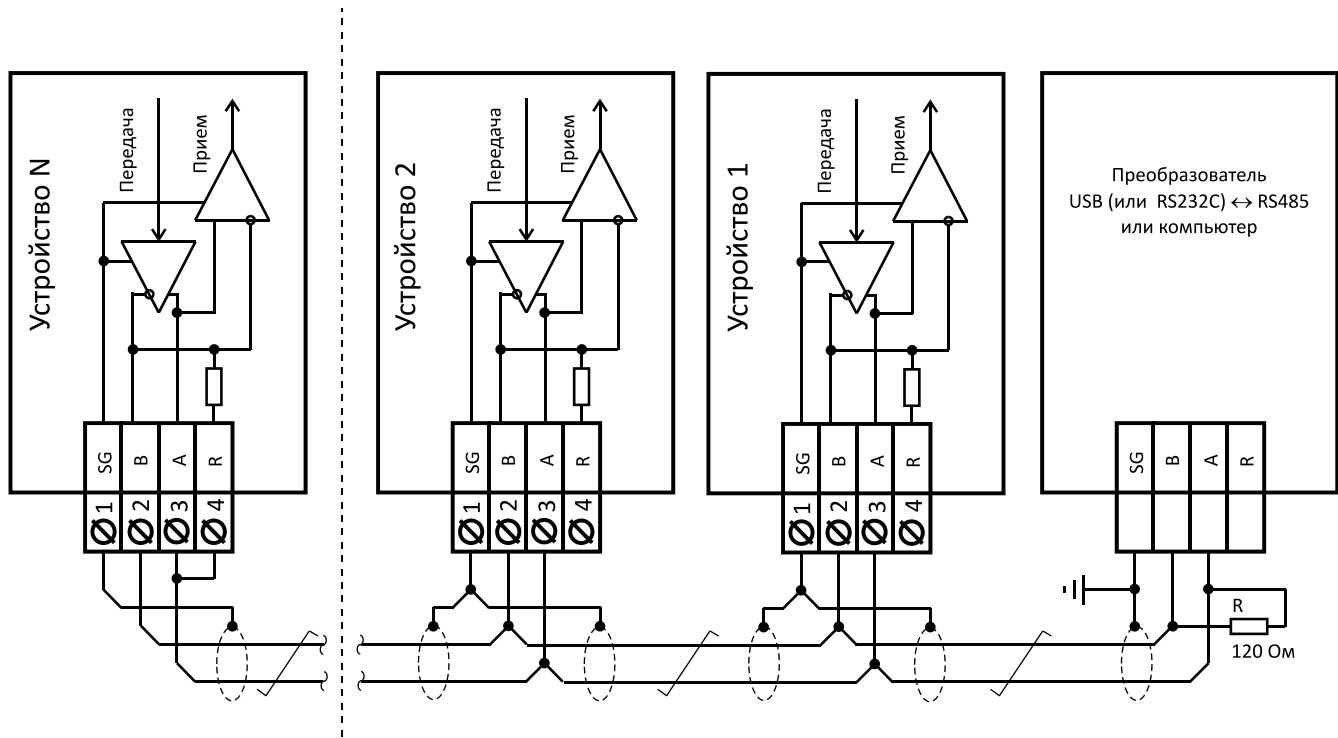 Устройство N
Передача
Прием
SG
B
A
R
1
2
3
4
Устройство 2
Передача
Прием
SG
B
A
R
1
2
3
4
Устройство 1
Передача
Прием
SG
B
A
R
1
2
3
4
Преобразователь
USB (или RS232C) ↔ RS485
или компьютер
SG
B
A
R
R
120 Ом